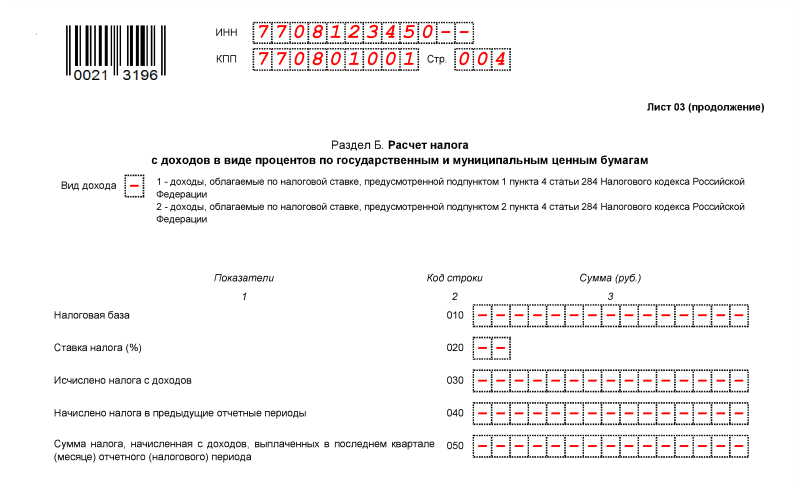 ИНН 7708123450--
КПП 770801001 Стр. 004
0021 3196
Лист 03 (продолжение)
Раздел Б. Расчет налога
с доходов в виде процентов по государственным и муниципальным ценным бумагам
Вид дохода - 1 - доходы, облагаемые по налоговой ставке, предусмотренной подпунктом 1 пункта 4 статьи 284 Налогового кодекса Российской
Федерации
2 - доходы, облагаемые по налоговой ставке, предусмотренной подпунктом 2 пункта 4 статьи 284 Налогового кодекса Российской
Федерации
Показатели Код строки Сумма (руб.)
1 2 3
Налоговая база 010 ---------------
Ставка налога (%) 020 --
Исчислено налога с доходов 030 ---------------
Начислено налога в предыдущие отчетные периоды 040 ---------------
Сумма налога, начисленная с доходов, выплаченных в последнем квартале 050 ---------------
(месяце) отчетного (налогового) периода